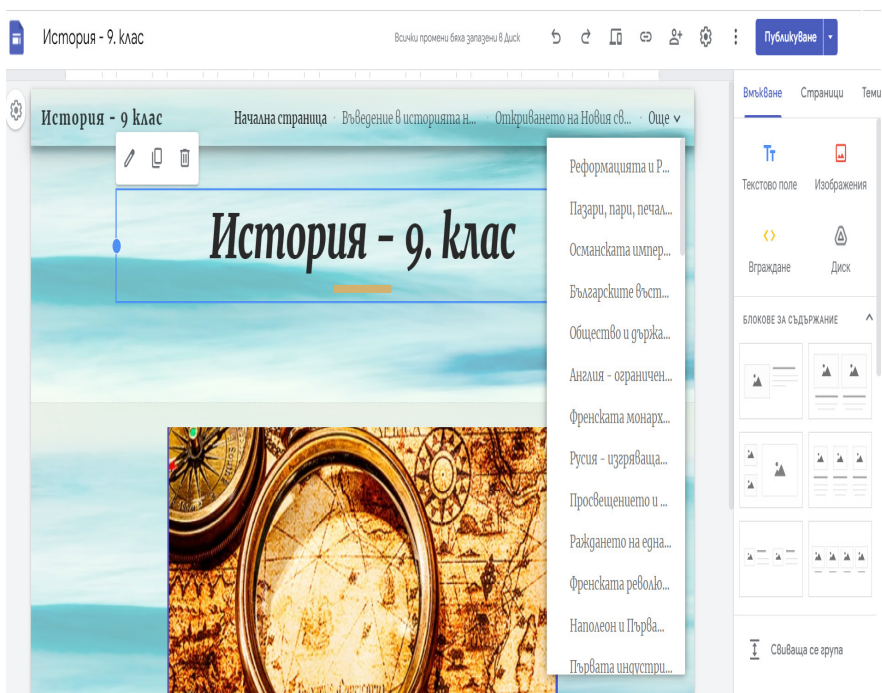 История - 9. клас
Всички промени бяха запазени в Диск
Публикуване
Вмъкване Страници Теми
История - 9 клас
Начална страница · Въведение в историята н... · Откриването на Новия св... · Още
История - 9. клас
Реформацията и Р...
Пазари, пари, печал...
Османската импер...
Българските въст...
Общество и държа...
Англия - ограничен...
Френската монарх...
Русия - изгряваща...
Просвещението и ...
Раждането на една...
Френската револю...
Наполеон и Първа...
Първата индустри...
Текстово поле
Изображения
Вграждане
Диск
БЛОКОВЕ ЗА СЪДЪРЖАНИЕ
Свиваща се група